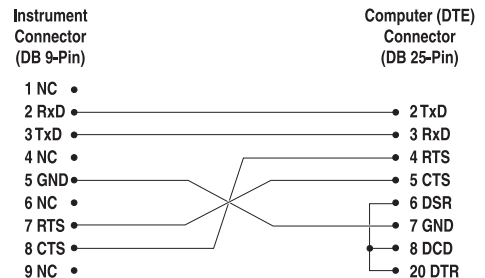 Instrument
Connector
(DB 9-Pin)
Computer (DTE)
Connector
(DB 25-Pin)
1 NC
2 RxD
3 TxD
4 NC
5 GND
6 NC
7 RTS
8 CTS
9 NC
2 TxD
3 RxD
4 RTS
5 CTS
6 DSR
7 GND
8 DCD
20 DTR